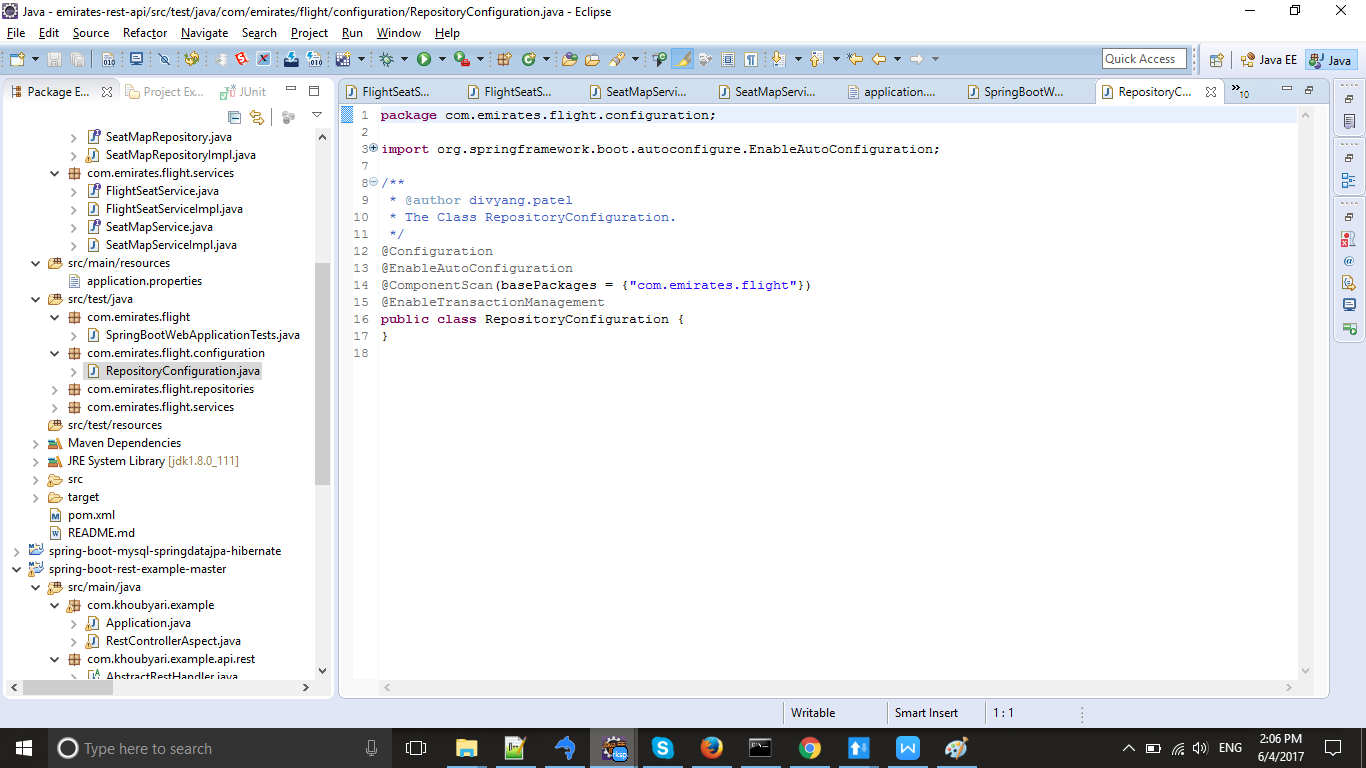 Java - emirates-rest-api/src/test/java/com/emirates/flight/configuration/RepositoryConfiguration.java - Eclipse
File Edit Source Refactor Navigate Search Project Run Window Help
Quick Access Java EE Java
Package E... Project Ex... JUnit
FlightSeatS... FlightSeatS... SeatMapServi... SeatMapServi... application.... SpringBootW... RepositoryC... »10
SeatMapRepository.java
SeatMapRepositoryImpl.java
com.emirates.flight.services
FlightSeatService.java
FlightSeatServiceImpl.java
SeatMapService.java
SeatMapServiceImpl.java
src/main/resources
application.properties
src/test/java
com.emirates.flight
SpringBootWebApplicationTests.java
com.emirates.flight.configuration
RepositoryConfiguration.java
com.emirates.flight.repositories
com.emirates.flight.services
src/test/resources
Maven Dependencies
JRE System Library [jdk1.8.0_111]
src
target
pom.xml
README.md
spring-boot-mysql-springdatajpa-hibernate
spring-boot-rest-example-master
src/main/java
com.khoubyari.example
Application.java
RestControllerAspect.java
com.khoubyari.example.api.rest
AbstractRestHandler.java
1 package com.emirates.flight.configuration;
2
3 import org.springframework.boot.autoconfigure.EnableAutoConfiguration;
7
8 /**
9 * @author divyang.patel
10 * The Class RepositoryConfiguration.
11 */
12 @Configuration
13 @EnableAutoConfiguration
14 @ComponentScan(basePackages = {"com.emirates.flight"})
15 @EnableTransactionManagement
16 public class RepositoryConfiguration {
17 }
18
Writable Smart Insert 1 : 1
Type here to search
ENG
2:06 PM
6/4/2017